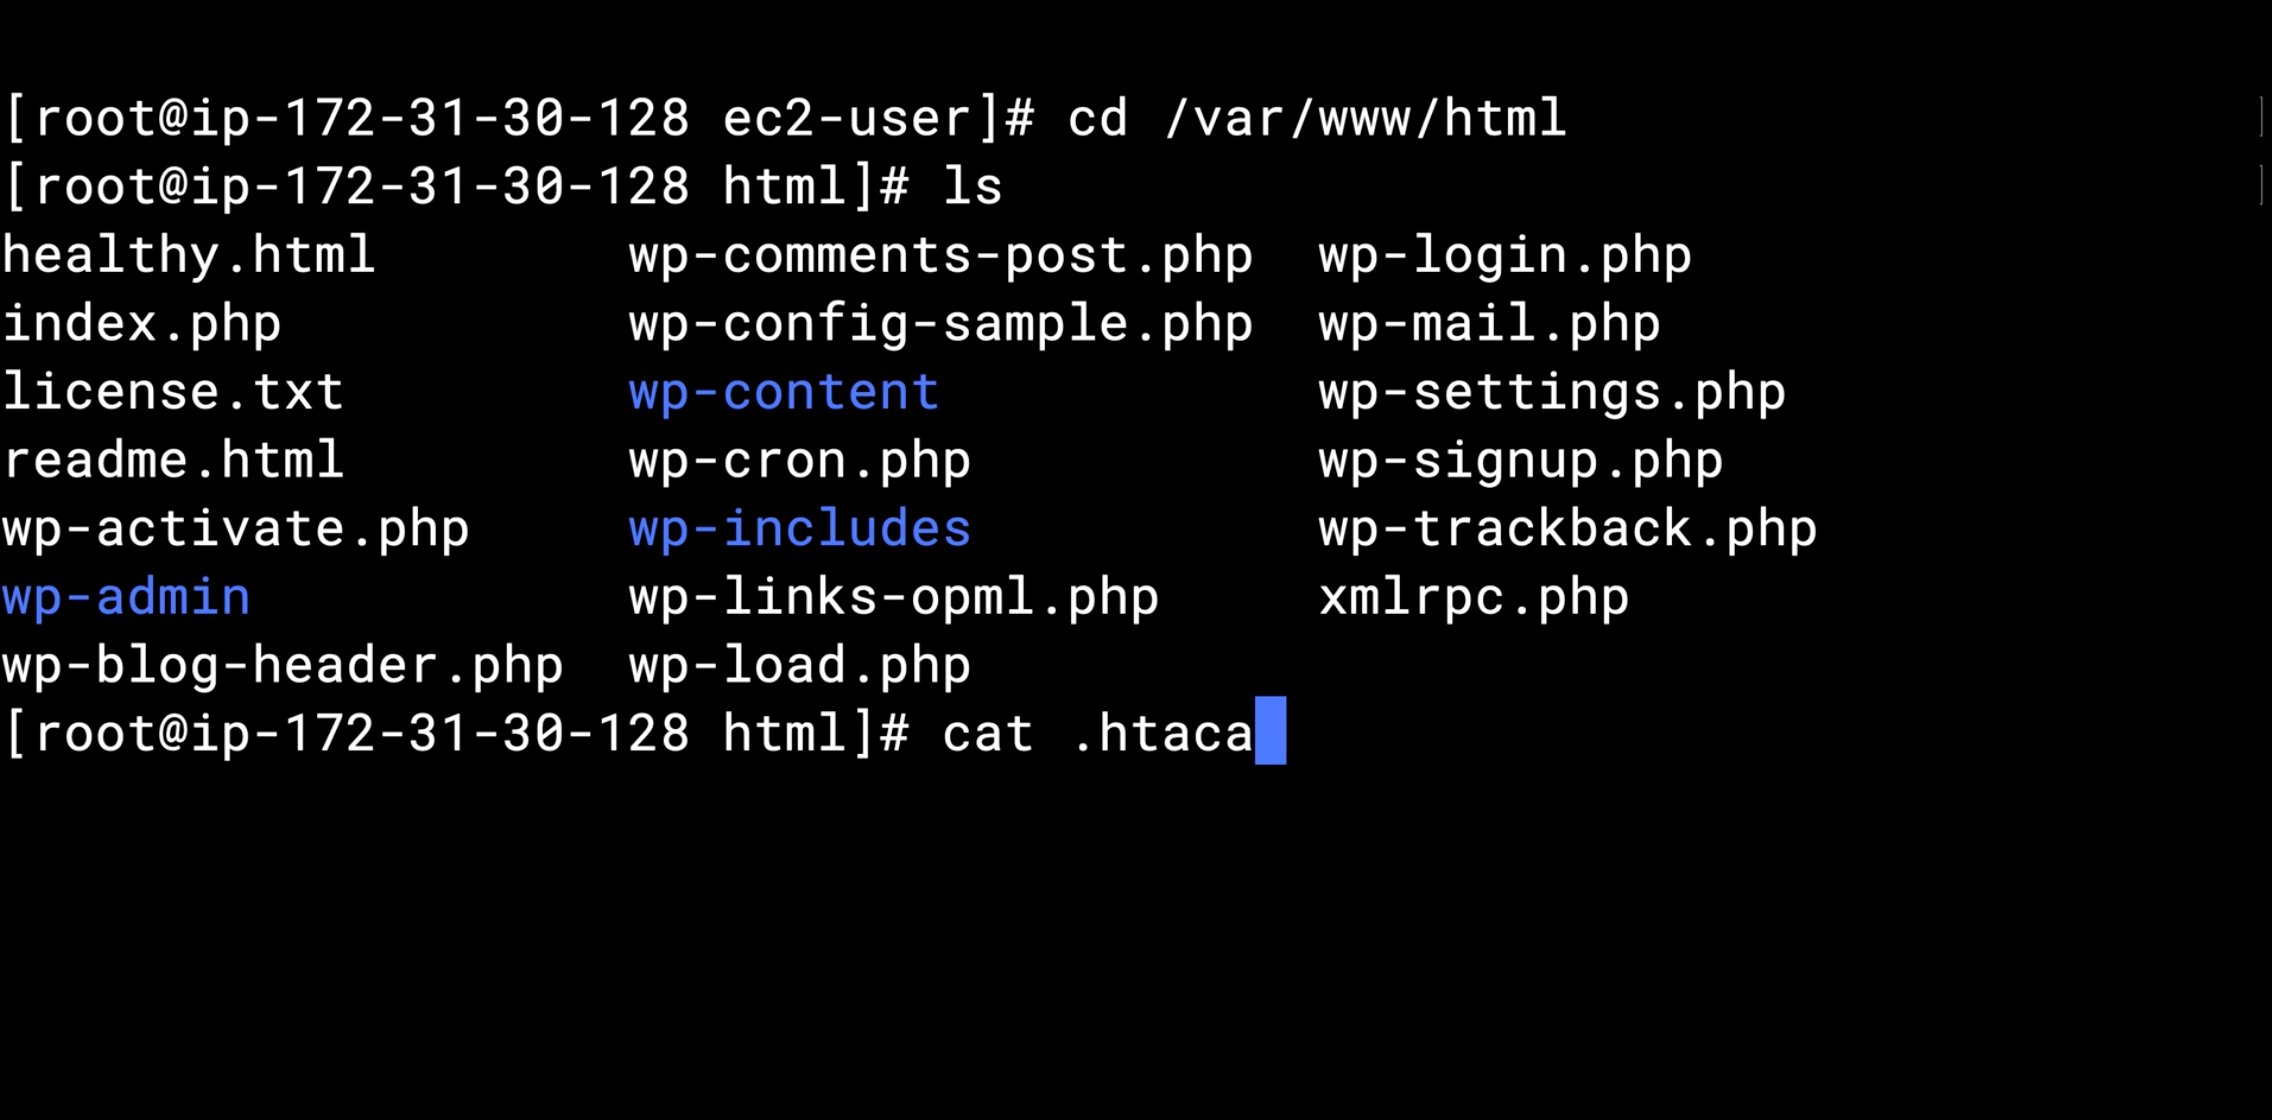 [root@ip-172-31-30-128 ec2-user]# cd /var/www/html ]
[root@ip-172-31-30-128 html]# ls ]
healthy.html wp-comments-post.php wp-login.php
index.php wp-config-sample.php wp-mail.php
license.txt wp-content wp-settings.php
readme.html wp-cron.php wp-signup.php
wp-activate.php wp-includes wp-trackback.php
wp-admin wp-links-opml.php xmlrpc.php
wp-blog-header.php wp-load.php
[root@ip-172-31-30-128 html]# cat .htaca